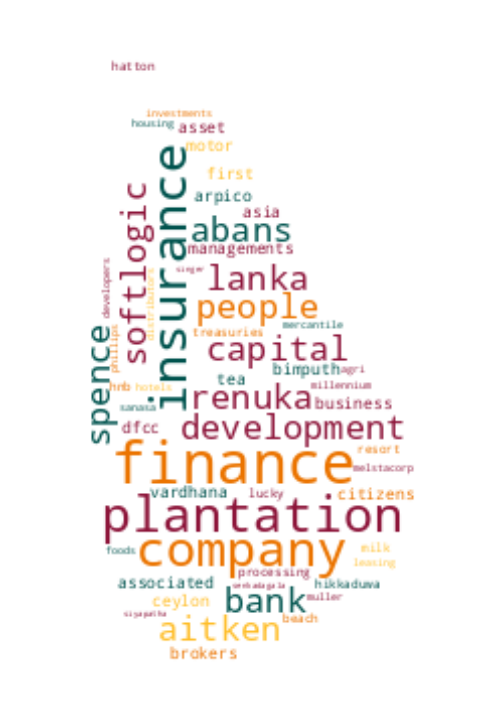 hatton
investments
housing
asset
motor
insurance
first
softlogic
arpico
asia
abans
managements
developers
distributors
singer
lanka
people
mercantile
phillips
treasuries
spence
capital
bimputh
agri
tea
hnb
hotels
millennium
renuka
business
sanasa
dfcc
development
finance
resort
melstacorp
vardhana
lucky
citizens
plantation
company
foods
milk
leasing
processing
associated
senkadagala
hikkaduwa
ceylon
bank
muller
siyapatha
beach
aitken
brokers